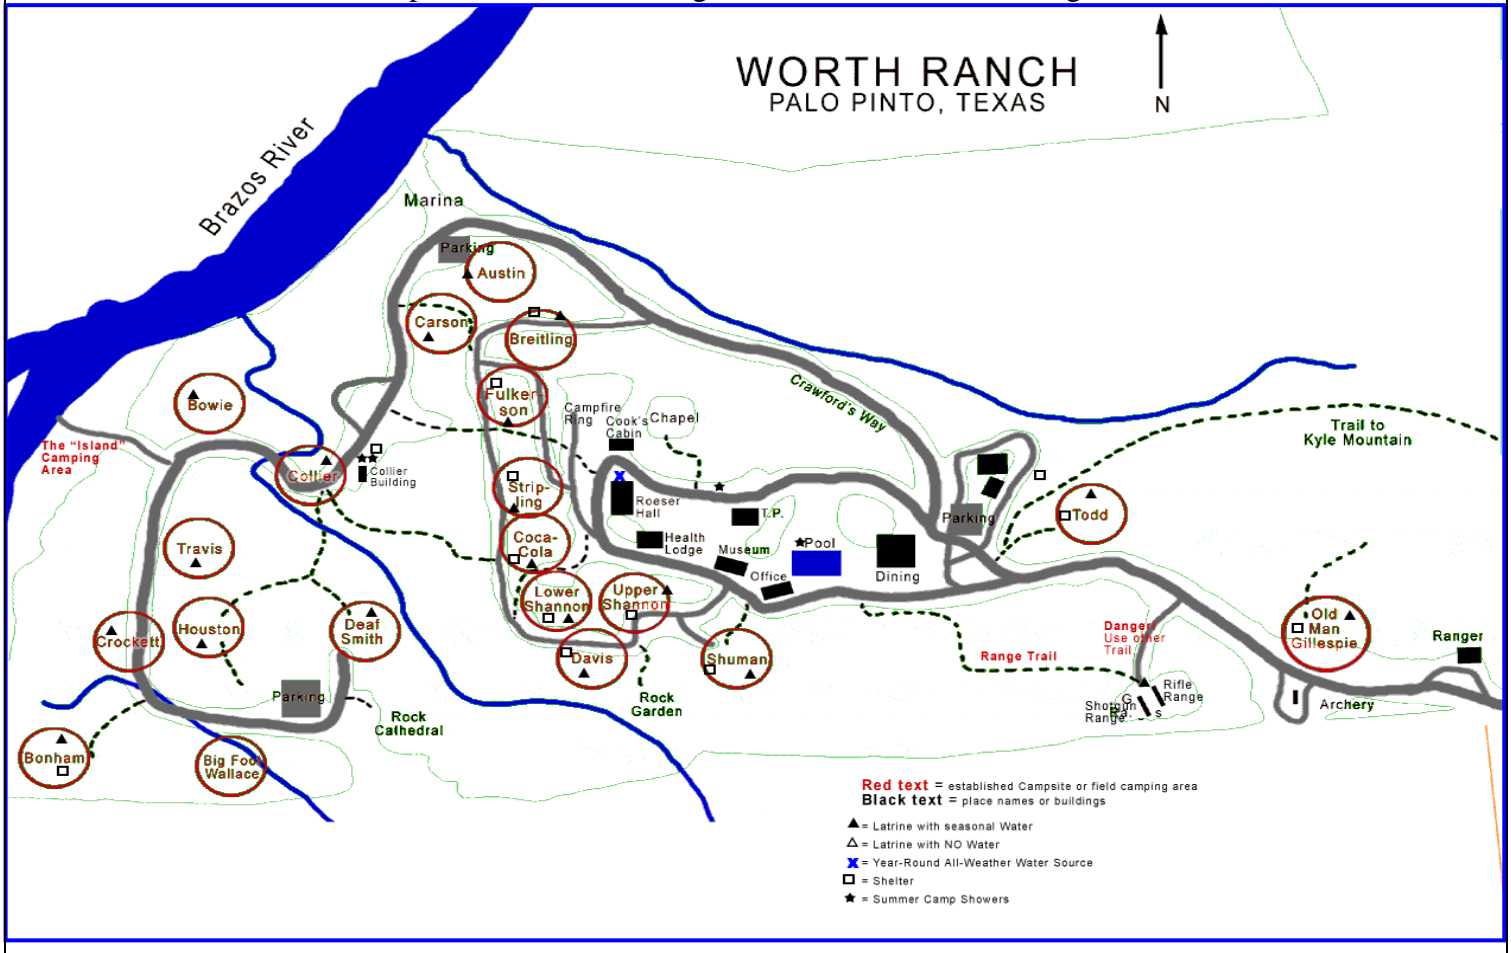 WORTH RANCH
PALO PINTO, TEXAS
N
Brazos River
Marina
Parking
Austin
Carson
Breitling
Fulker-
son
Bowie
Crawford's Way
Campfire
Ring
Cook's
Cabin
Chapel
Trail to
Kyle Mountain
The "Island"
Camping
Area
Collier
Collier
Building
Strip-
ling
X
Roeser
Hall
T.P.
Parking
Todd
Travis
Coca-
Cola
Health
Lodge
Museum
Pool
Office
Dining
Lower
Shannon
Upper
Shannon
Crockett
Houston
Deaf
Smith
Davis
Shuman
Danger!
Use other
Trail
Range Trail
Old
Man
Gillespie
Ranger
Parking
Rock
Garden
Rock
Cathedral
Rifle
Range
Shotgun
Range
Archery
Bonham
Big Foot
Wallace
Red text = established Campsite or field camping area
Black text = place names or buildings
= Latrine with seasonal Water
= Latrine with NO Water
X = Year-Round All-Weather Water Source
= Shelter
= Summer Camp Showers